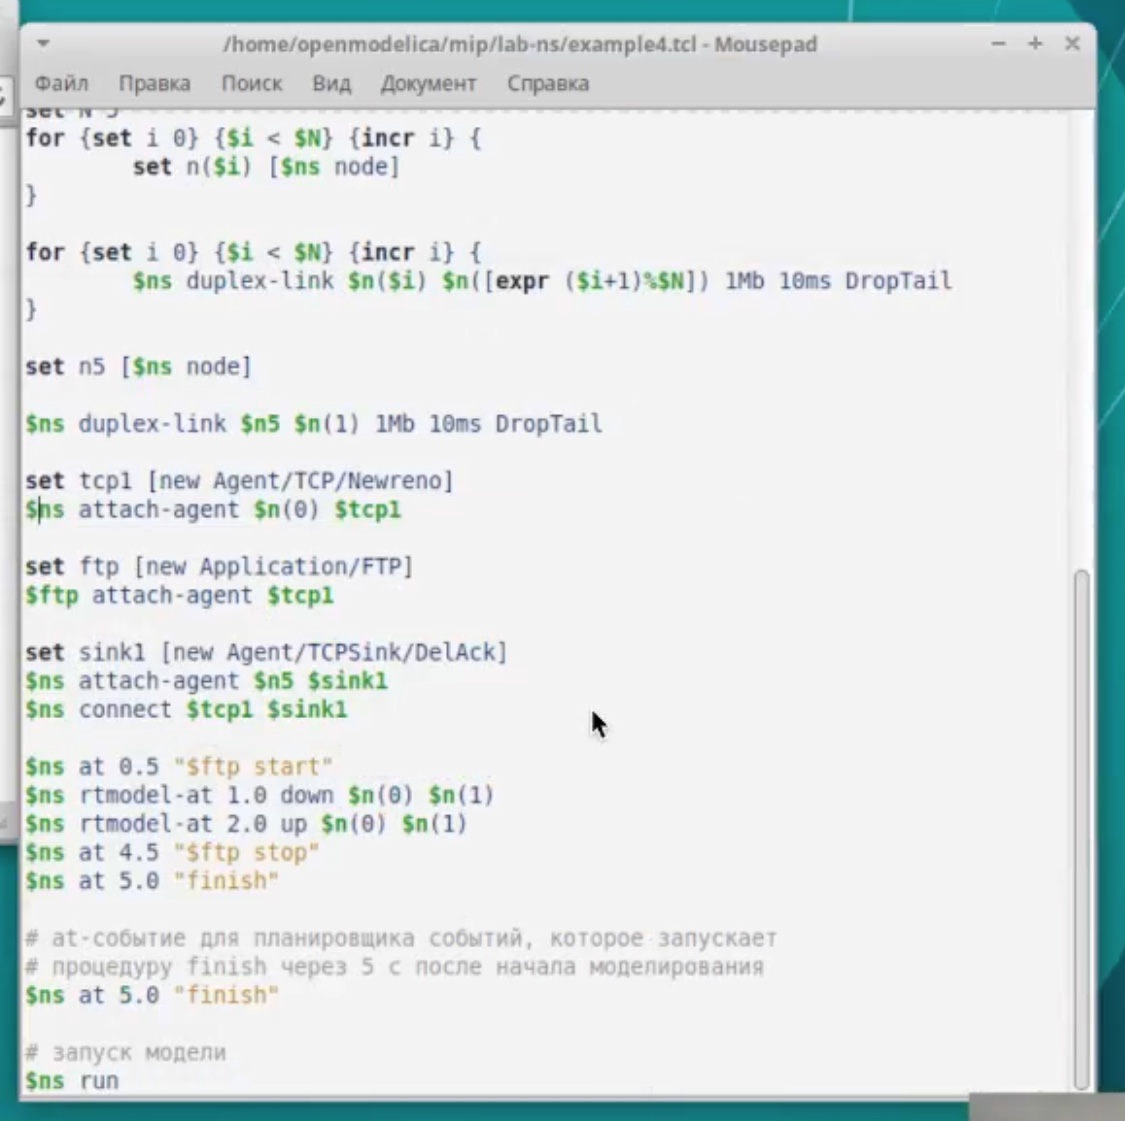 /home/openmodelica/mip/lab-ns/example4.tcl - Mousepad
Файл Правка Поиск Вид Документ Справка
set N 5
for {set i 0} {$i < $N} {incr i} {
set n($i) [$ns node]
}
for {set i 0} {$i < $N} {incr i} {
$ns duplex-link $n($i) $n([expr ($i+1)%$N]) 1Mb 10ms DropTail
}
set n5 [$ns node]
$ns duplex-link $n5 $n(1) 1Mb 10ms DropTail
set tcp1 [new Agent/TCP/Newreno]
$ns attach-agent $n(0) $tcp1
set ftp [new Application/FTP]
$ftp attach-agent $tcp1
set sink1 [new Agent/TCPSink/DelAck]
$ns attach-agent $n5 $sink1
$ns connect $tcp1 $sink1
$ns at 0.5 "$ftp start"
$ns rtmodel-at 1.0 down $n(0) $n(1)
$ns rtmodel-at 2.0 up $n(0) $n(1)
$ns at 4.5 "$ftp stop"
$ns at 5.0 "finish"
# at-событие для планировщика событий, которое запускает
# процедуру finish через 5 с после начала моделирования
$ns at 5.0 "finish"
# запуск модели
$ns run